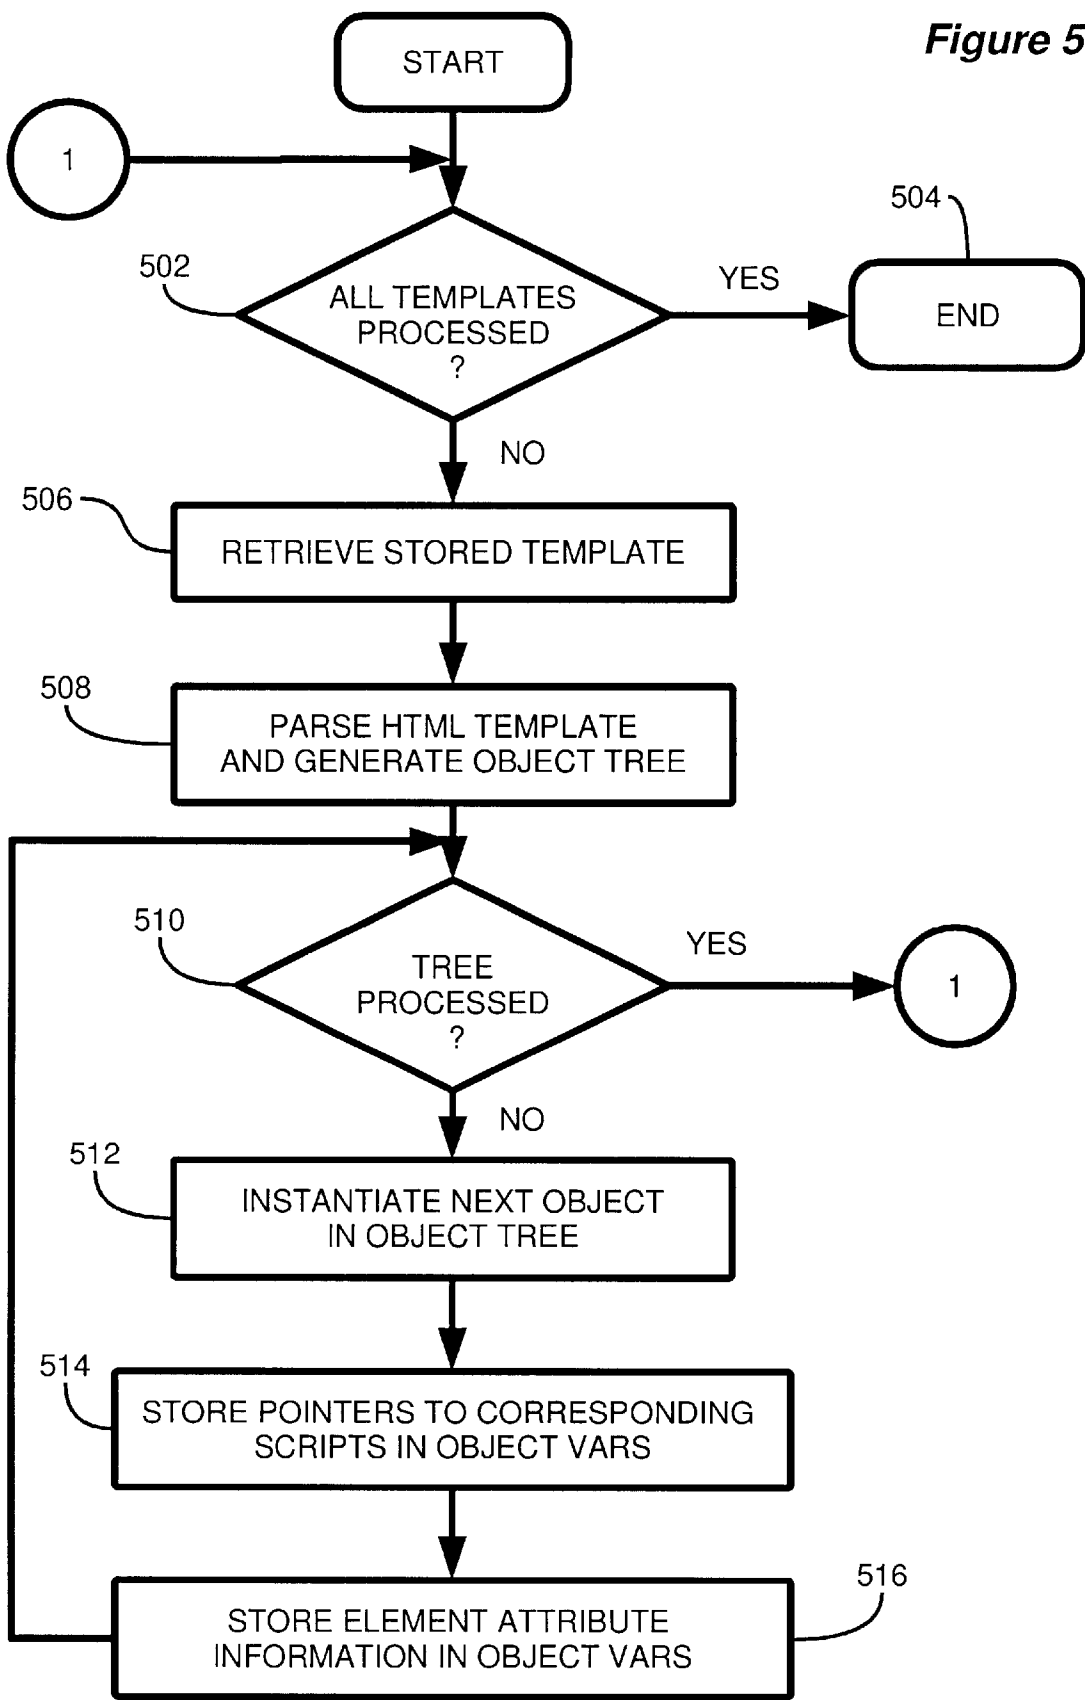 Figure 5
START
1
504
502
YES
ALL TEMPLATES
PROCESSED
?
END
NO
506
RETRIEVE STORED TEMPLATE
508
PARSE HTML TEMPLATE
AND GENERATE OBJECT TREE
510
YES
TREE
PROCESSED
?
1
NO
512
INSTANTIATE NEXT OBJECT
IN OBJECT TREE
514
STORE POINTERS TO CORRESPONDING
SCRIPTS IN OBJECT VARS
516
STORE ELEMENT ATTRIBUTE
INFORMATION IN OBJECT VARS